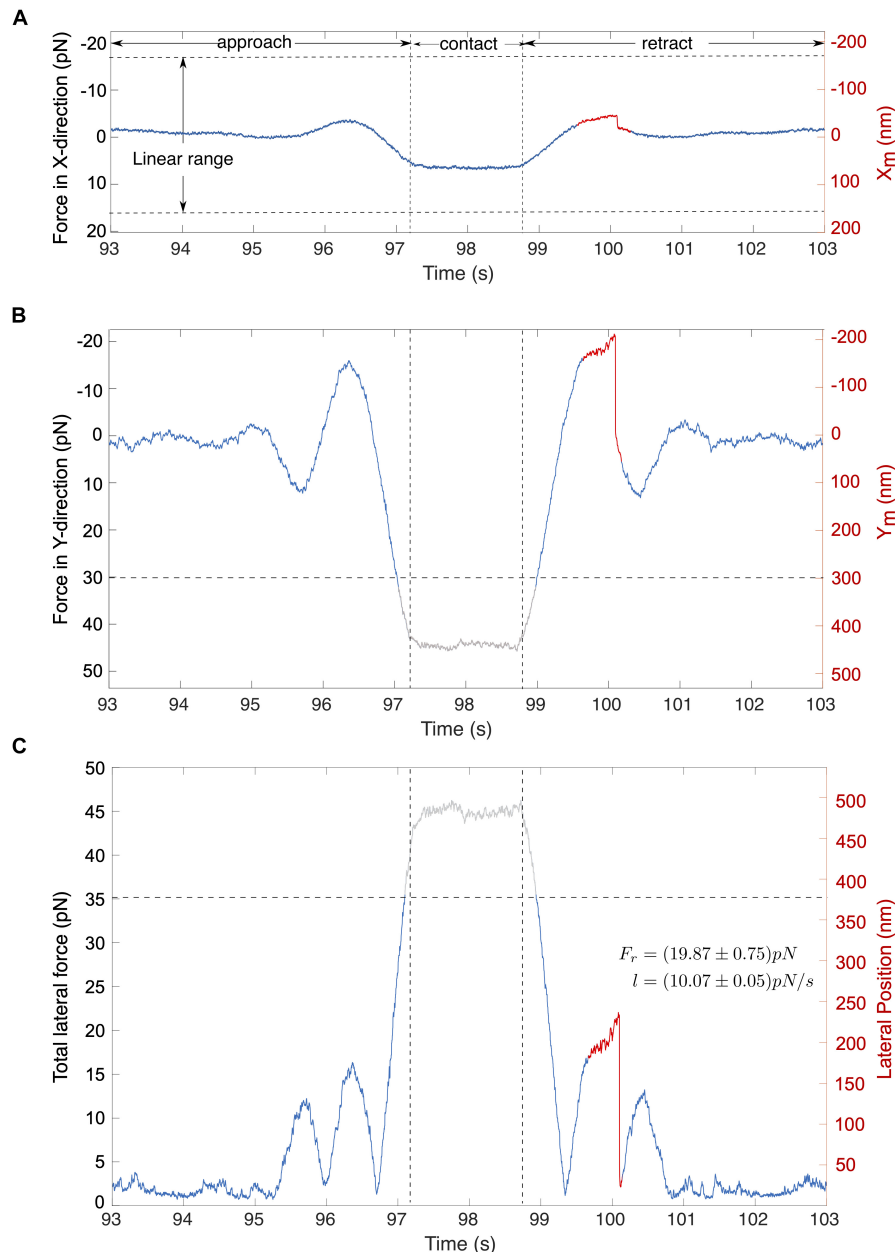 A
approach
contact
retract
Linear range
Force in X-direction (pN)
-20
-10
0
10
20
-200
-100
0
100
200
X_m (nm)
93 94 95 96 97 98 99 100 101 102 103
Time (s)
B
Force in Y-direction (pN)
-20
-10
0
10
20
30
40
50
-200
-100
0
100
200
300
400
500
Y_m (nm)
93 94 95 96 97 98 99 100 101 102 103
Time (s)
C
Total lateral force (pN)
50
45
40
35
30
25
20
15
10
5
0
500
450
400
350
300
250
200
150
100
50
Lateral Position (nm)
F_r = (19.87 ± 0.75)pN
l = (10.07 ± 0.05)pN/s
93 94 95 96 97 98 99 100 101 102 103
Time (s)